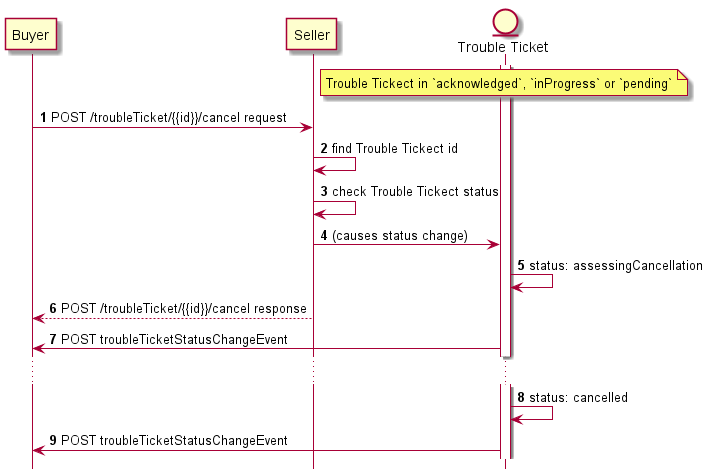 Buyer
Seller
Trouble Ticket
Trouble Tickect in `acknowledged`, `inProgress` or `pending`
1 POST /troubleTicket/{{id}}/cancel request
2 find Trouble Tickect id
3 check Trouble Tickect status
4 (causes status change)
5 status: assessingCancellation
6 POST /troubleTicket/{{id}}/cancel response
7 POST troubleTicketStatusChangeEvent
8 status: cancelled
9 POST troubleTicketStatusChangeEvent